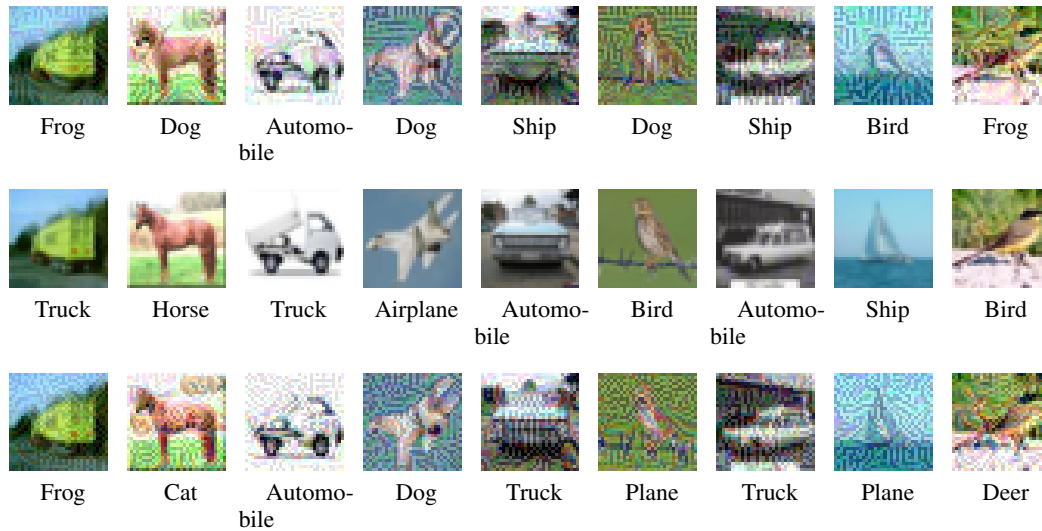 Frog Dog Automo- Dog Ship Dog Ship Bird Frog
bile
Truck Horse Truck Airplane Automo- Bird Automo- Ship Bird
bile bile
Frog Cat Automo- Dog Truck Plane Truck Plane Deer
bile